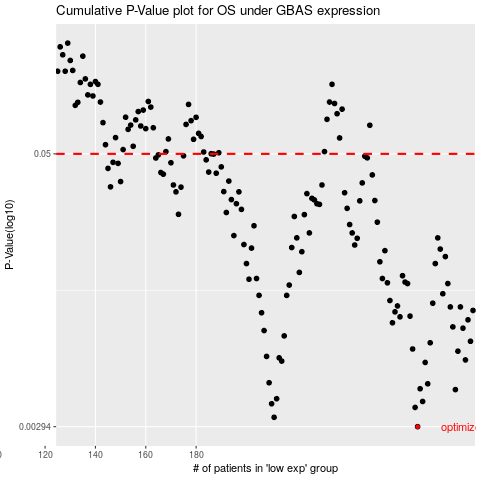 Cumulative P-Value plot for OS under GBAS expression
P-Value(log10)
0.05
0.00294
optimiz
120 140 160 180
# of patients in 'low exp' group